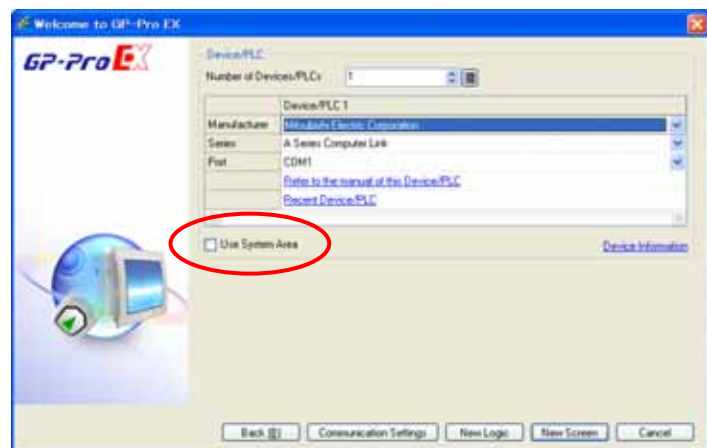 Welcome to GP-Pro EX
GP-Pro EX
Device/PLC
Number of Devices/PLCs 1
Device/PLC 1
Manufacturer Mitsubishi Electric Corporation
Series A Series Computer Link
Port COM1
Refer to the manual of this Device/PLC
Recent Device/PLC
Use System Area Device Information
Back (B) Communication Settings New Logic New Screen Cancel